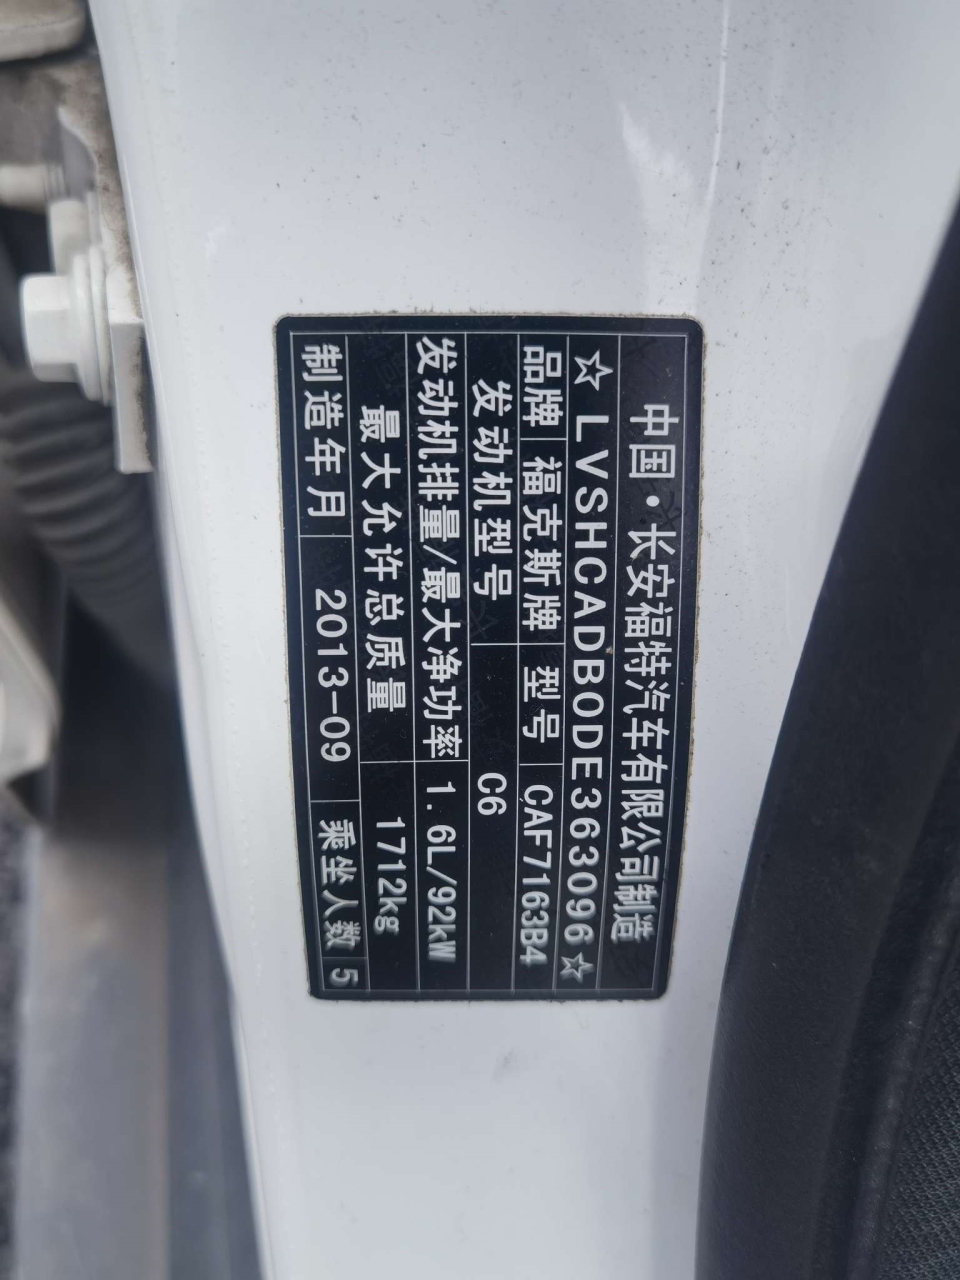 中国·长安福特汽车有限公司制造
☆LVSHCADB0DE363096☆
品牌 福克斯牌 型号 CAF7163B4
发动机型号 C6
发动机排量/最大净功率 1.6L/92kW
最大允许总质量 1712kg
制造年月 2013-09 乘坐人数 5